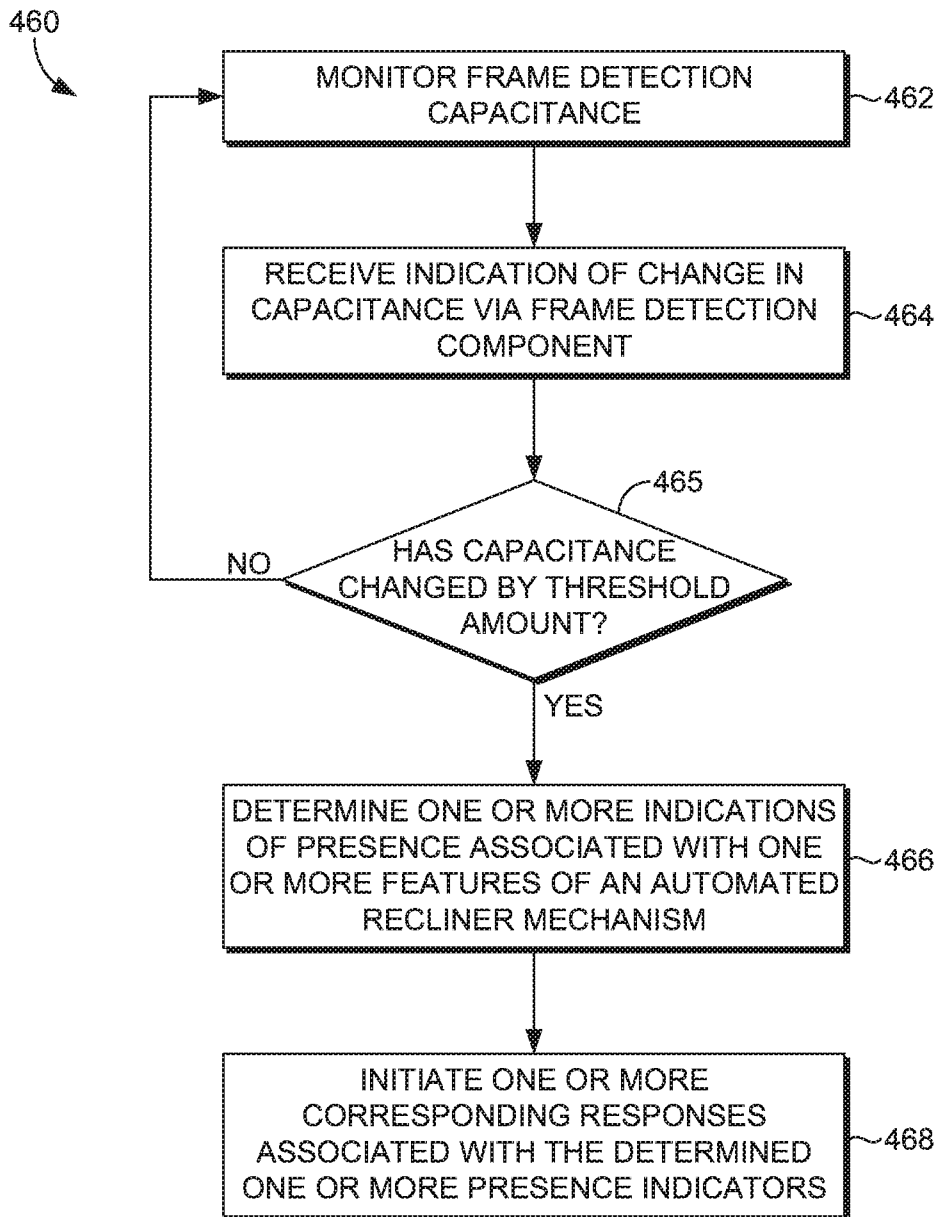 460
MONITOR FRAME DETECTION
CAPACITANCE
462
RECEIVE INDICATION OF CHANGE IN
CAPACITANCE VIA FRAME DETECTION
COMPONENT
464
465
HAS CAPACITANCE
CHANGED BY THRESHOLD
AMOUNT?
NO
YES
DETERMINE ONE OR MORE INDICATIONS
OF PRESENCE ASSOCIATED WITH ONE
OR MORE FEATURES OF AN AUTOMATED
RECLINER MECHANISM
466
INITIATE ONE OR MORE
CORRESPONDING RESPONSES
ASSOCIATED WITH THE DETERMINED
ONE OR MORE PRESENCE INDICATORS
468